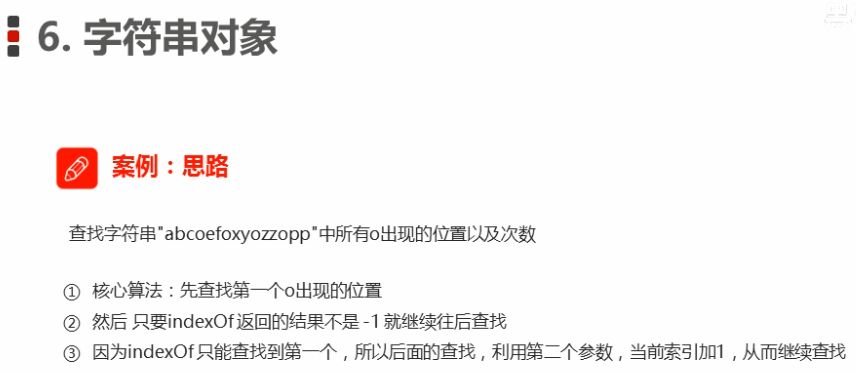 6. 字符串对象
案例：思路
查找字符串"abcoefoxyozzopp"中所有o出现的位置以及次数
① 核心算法：先查找第一个o出现的位置
② 然后 只要indexOf 返回的结果不是 -1 就继续往后查找
③ 因为indexOf 只能查找到第一个，所以后面的查找，利用第二个参数，当前索引加1，从而继续查找